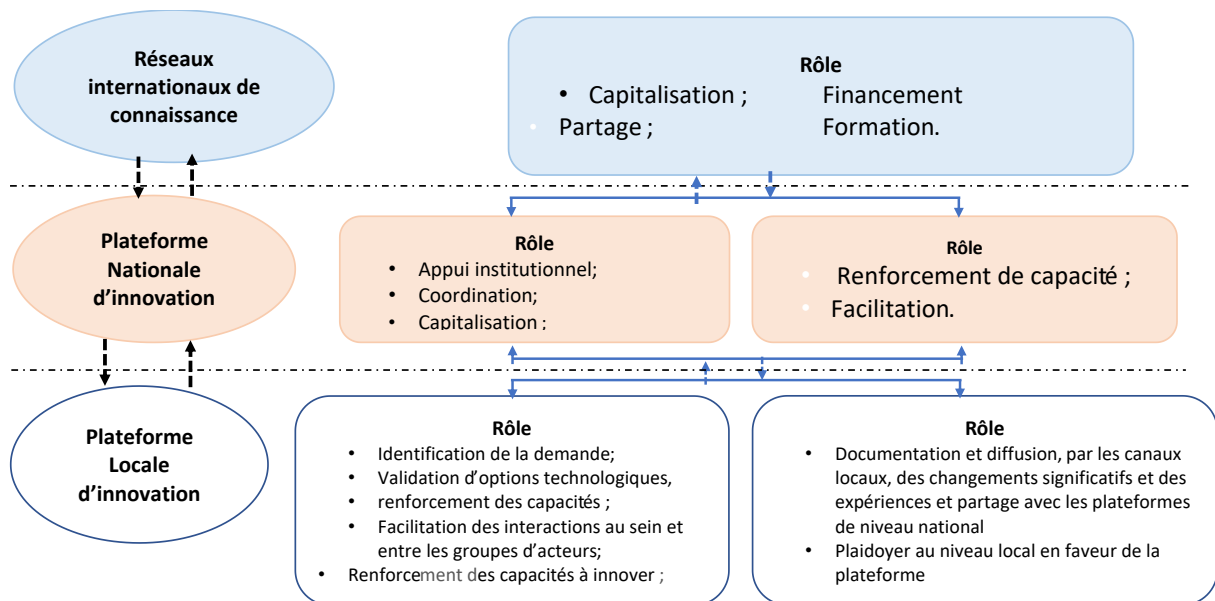 Réseaux
internationaux de
connaissance
Rôle
• Capitalisation ; Financement
• Partage ; Formation.
Plateforme
Nationale
d’innovation
Rôle
• Appui institutionnel;
• Coordination;
• Capitalisation ;
Rôle
• Renforcement de capacité ;
• Facilitation.
Plateforme
Locale
d’innovation
Rôle
• Identification de la demande;
• Validation d’options technologiques,
• renforcement des capacités ;
• Facilitation des interactions au sein et
entre les groupes d’acteurs;
• Renforcement des capacités à innover ;
Rôle
• Documentation et diffusion, par les canaux
locaux, des changements significatifs et des
expériences et partage avec les plateformes
de niveau national
• Plaidoyer au niveau local en faveur de la
plateforme